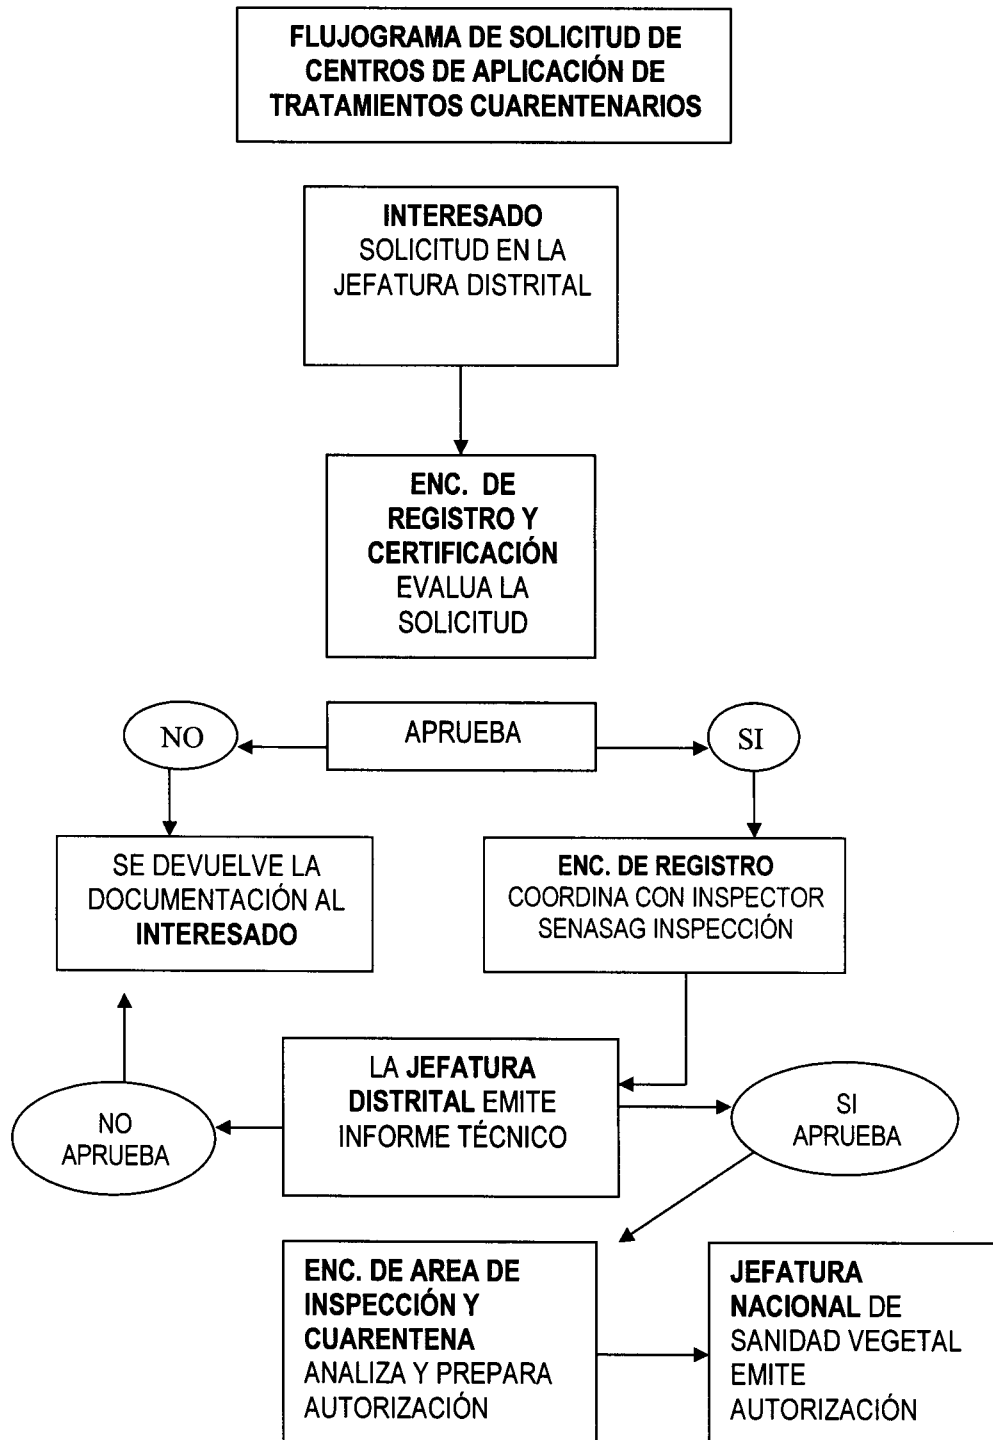 FLUJOGRAMA DE SOLICITUD DE
CENTROS DE APLICACIÓN DE
TRATAMIENTOS CUARENTENARIOS
INTERESADO
SOLICITUD EN LA
JEFATURA DISTRITAL
ENC. DE
REGISTRO Y
CERTIFICACIÓN
EVALUA LA
SOLICITUD
NO
APRUEBA
SI
SE DEVUELVE LA
DOCUMENTACIÓN AL
INTERESADO
ENC. DE REGISTRO
COORDINA CON INSPECTOR
SENASAG INSPECCIÓN
NO
APRUEBA
LA JEFATURA
DISTRITAL EMITE
INFORME TÉCNICO
SI
APRUEBA
ENC. DE AREA DE
INSPECCIÓN Y
CUARENTENA
ANALIZA Y PREPARA
AUTORIZACIÓN
JEFATURA
NACIONAL DE
SANIDAD VEGETAL
EMITE
AUTORIZACIÓN